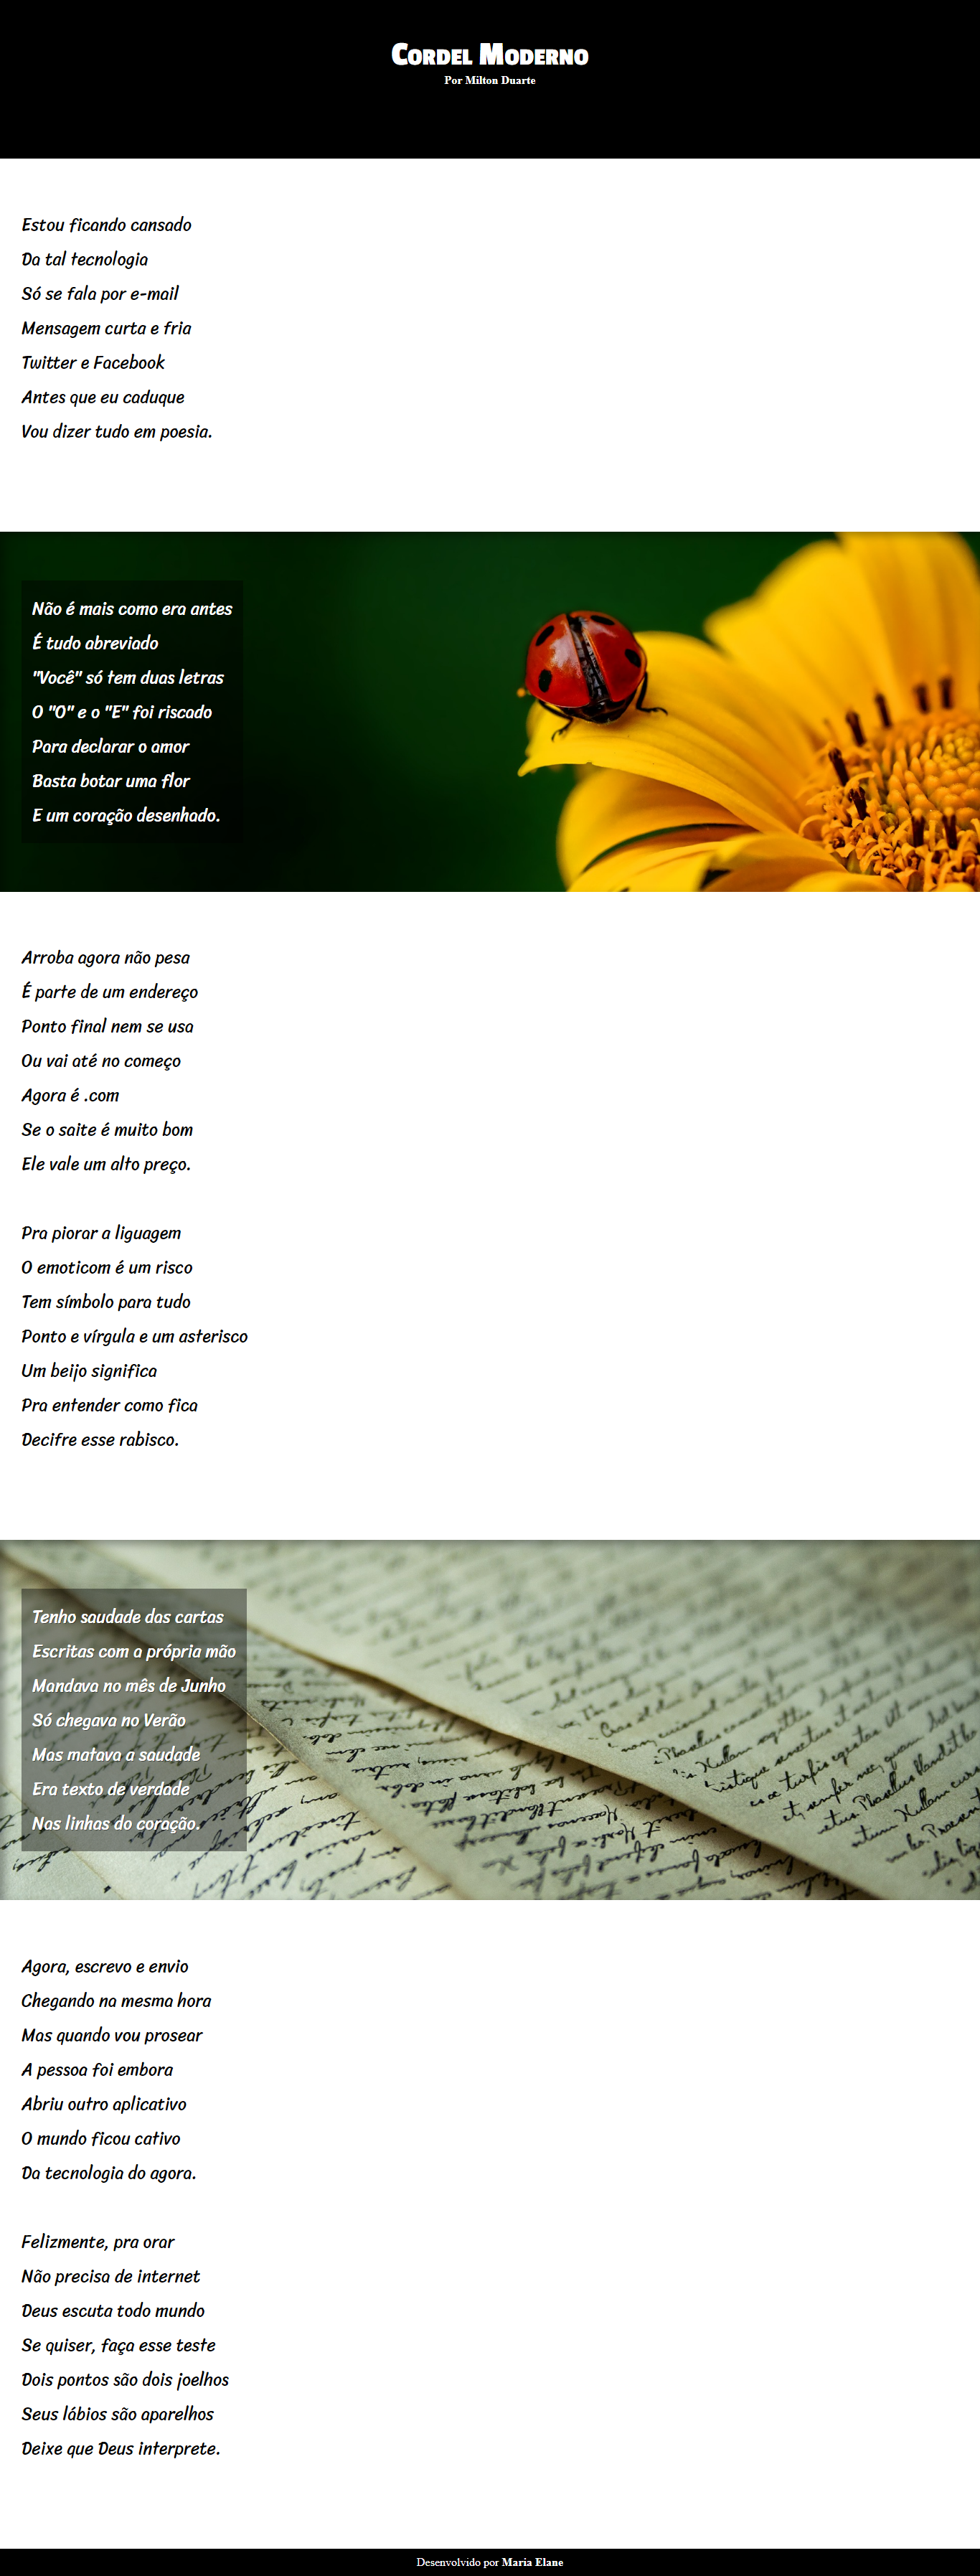 Cordel Moderno
Por Milton Duarte
Estou ficando cansado
Da tal tecnologia
Só se fala por e-mail
Mensagem curta e fria
Twitter e Facebook
Antes que eu caduque
Vou dizer tudo em poesia.
Não é mais como era antes
É tudo abreviado
"Você" só tem duas letras
O "O" e o "E" foi riscado
Para declarar o amor
Basta botar uma flor
E um coração desenhado.
Arroba agora não pesa
É parte de um endereço
Ponto final nem se usa
Ou vai até no começo
Agora é .com
Se o saite é muito bom
Ele vale um alto preço.
Pra piorar a liguagem
O emoticom é um risco
Tem símbolo para tudo
Ponto e vírgula e um asterisco
Um beijo significa
Pra entender como fica
Decifre esse rabisco.
Tenho saudade das cartas
Escritas com a própria mão
Mandava no mês de Junho
Só chegava no Verão
Mas matava a saudade
Era texto de verdade
Nas linhas do coração.
Agora, escrevo e envio
Chegando na mesma hora
Mas quando vou prosear
A pessoa foi embora
Abriu outro aplicativo
O mundo ficou cativo
Da tecnologia do agora.
Felizmente, pra orar
Não precisa de internet
Deus escuta todo mundo
Se quiser, faça esse teste
Dois pontos são dois joelhos
Seus lábios são aparelhos
Deixe que Deus interprete.
Desenvolvido por Maria Elane